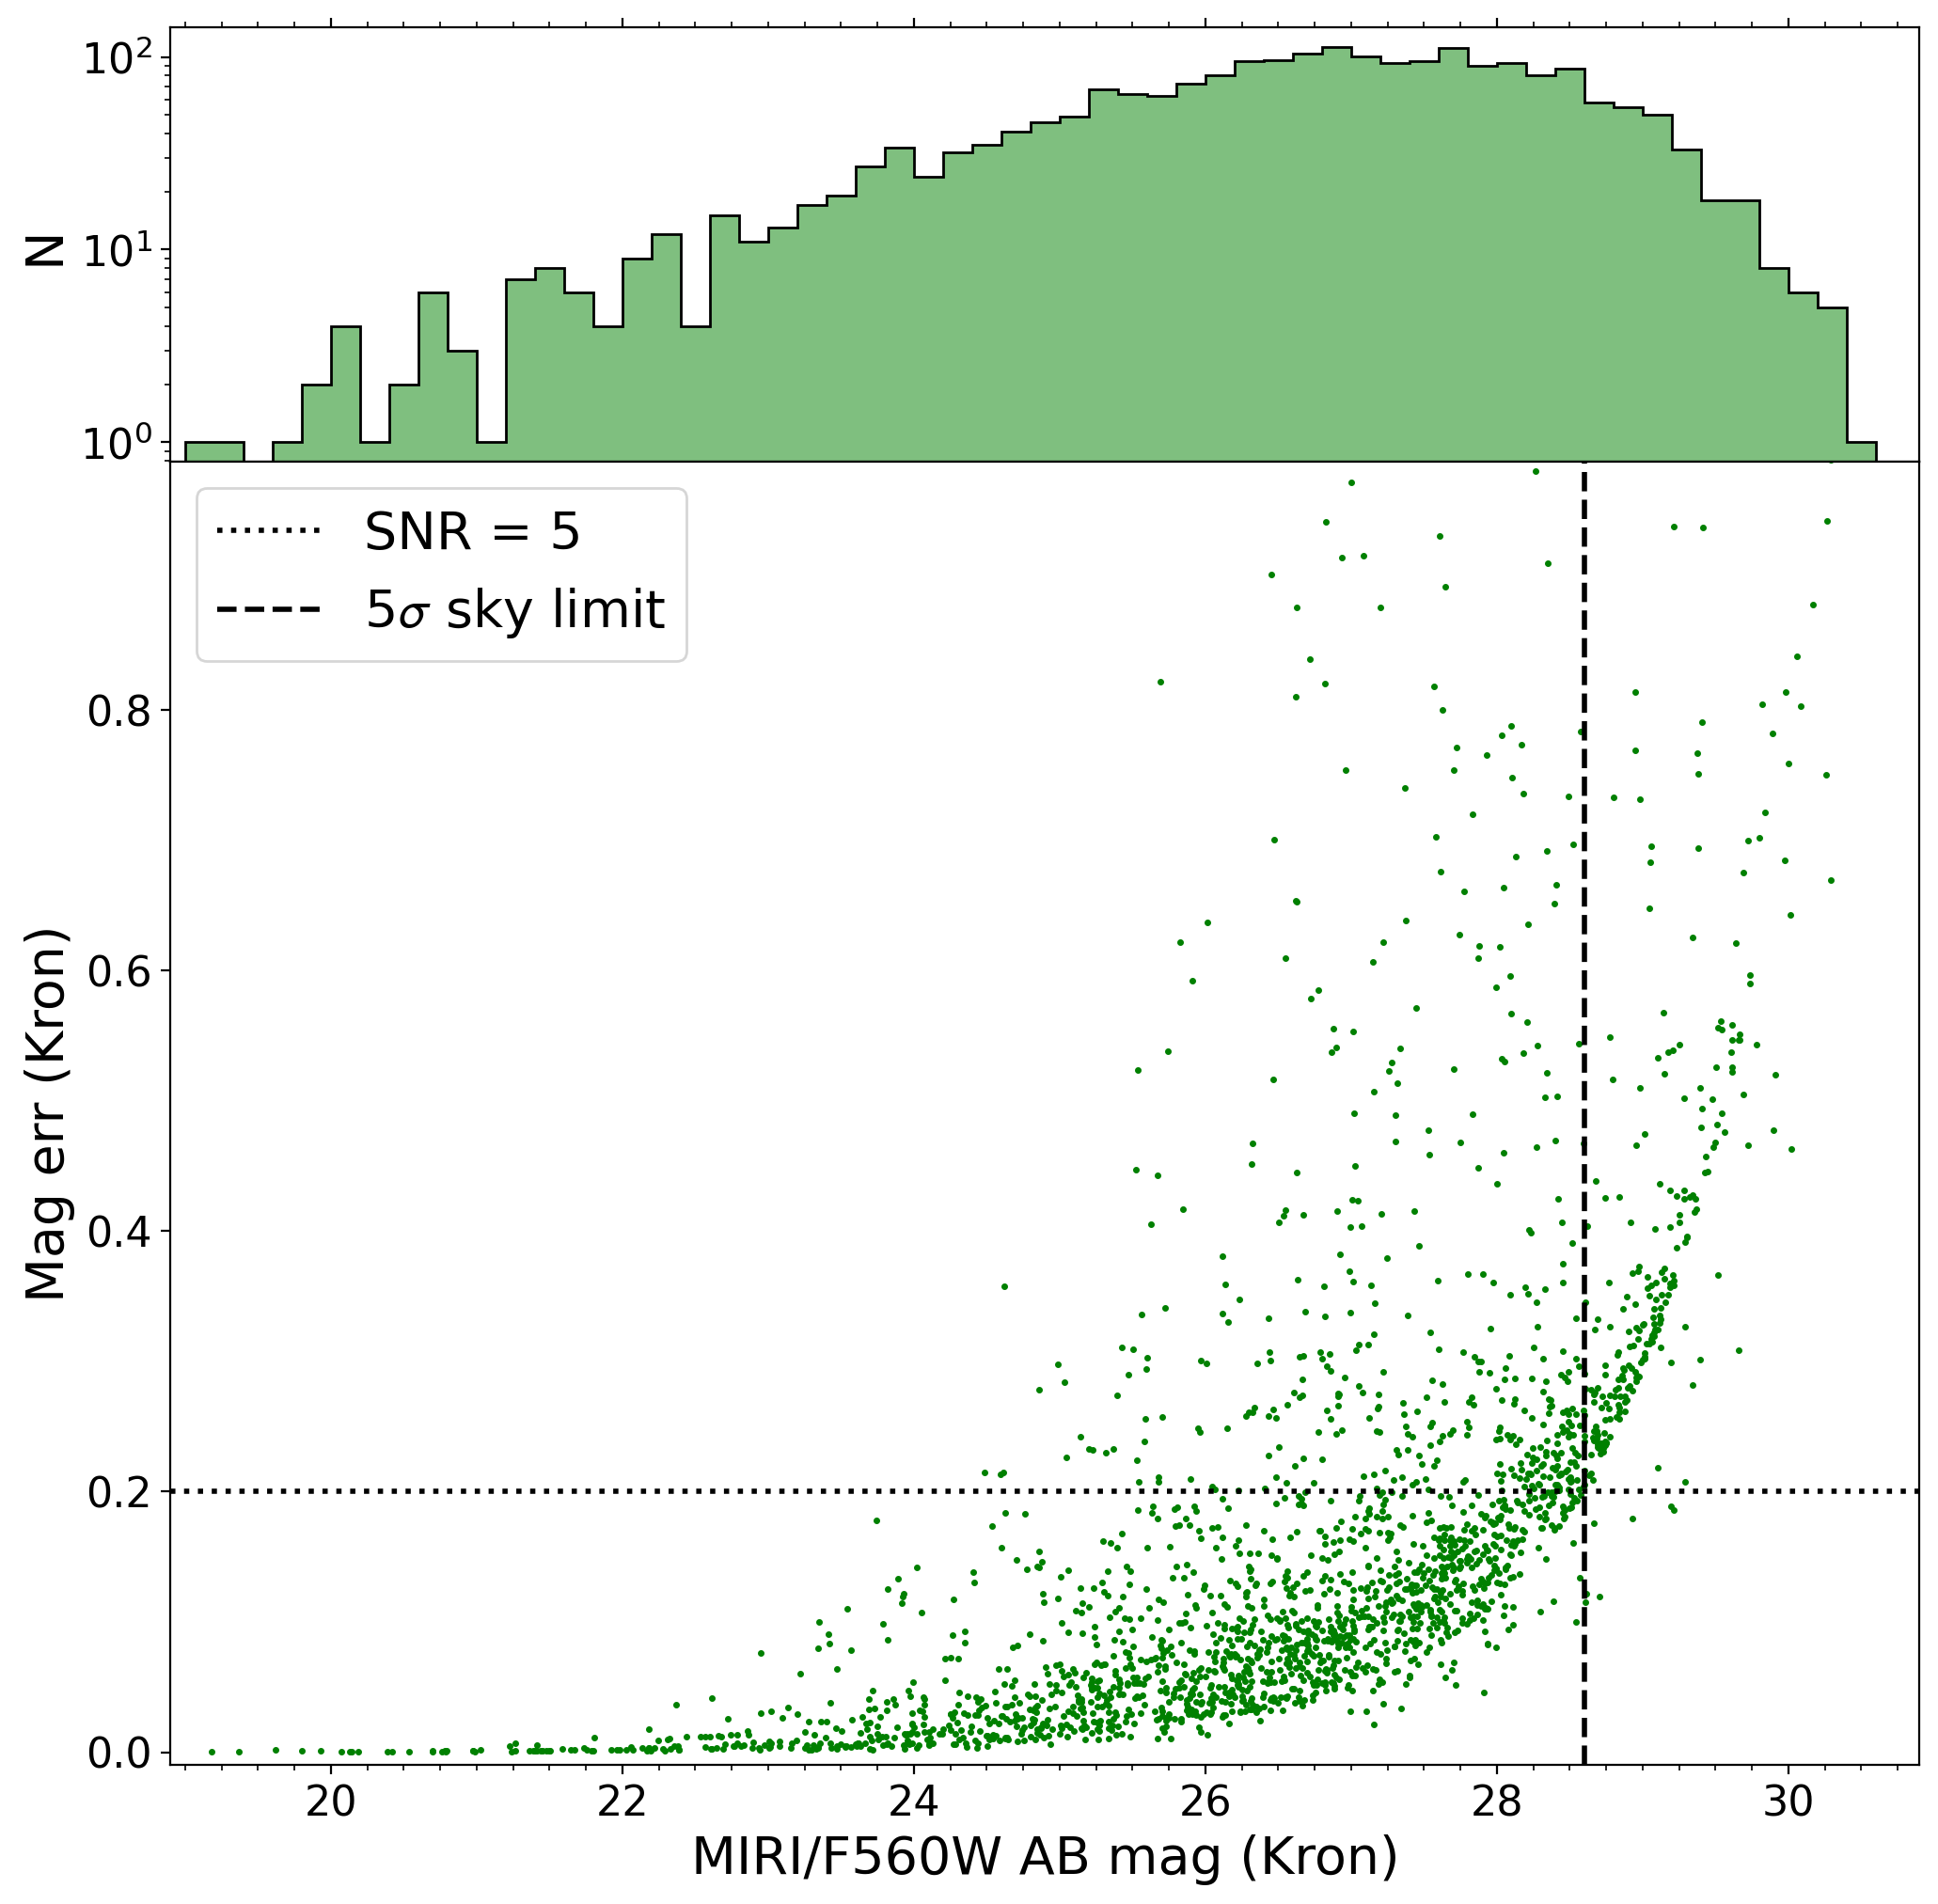 10²
10¹
10⁰
N
SNR = 5
5σ sky limit
0.8
0.6
0.4
0.2
0.0
Mag err (Kron)
20 22 24 26 28 30
MIRI/F560W AB mag (Kron)